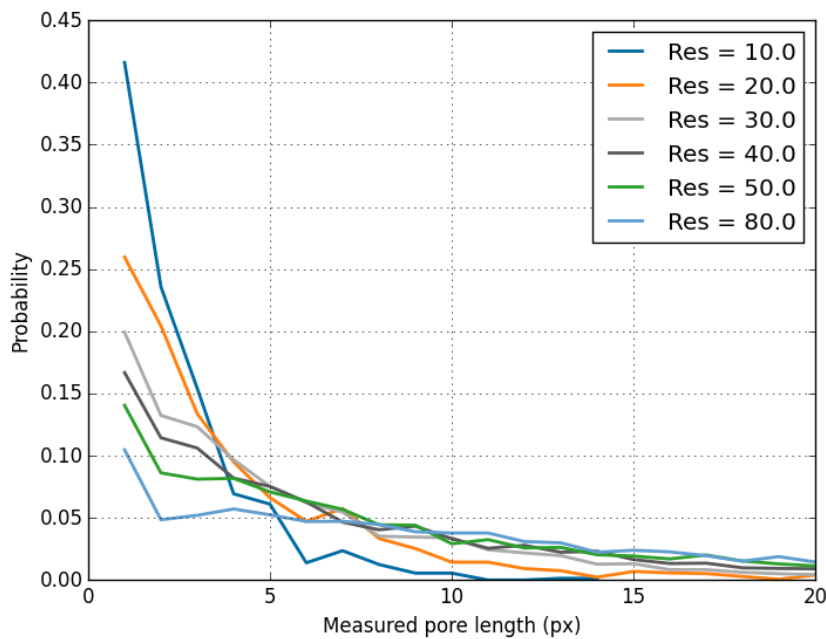 0.45
0.40
0.35
0.30
0.25
0.20
0.15
0.10
0.05
0.00
Probability
Res = 10.0
Res = 20.0
Res = 30.0
Res = 40.0
Res = 50.0
Res = 80.0
0 5 10 15 20
Measured pore length (px)